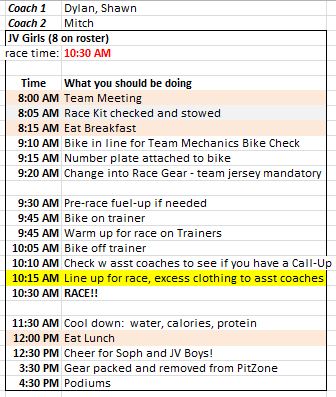 Coach 1 Dylan, Shawn
Coach 2 Mitch
JV Girls (8 on roster)
race time: 10:30 AM
Time What you should be doing
8:00 AM Team Meeting
8:05 AM Race Kit checked and stowed
8:15 AM Eat Breakfast
9:10 AM Bike in line for Team Mechanics Bike Check
9:15 AM Number plate attached to bike
9:20 AM Change into Race Gear - team jersey mandatory
9:30 AM Pre-race fuel-up if needed
9:45 AM Bike on trainer
9:45 AM Warm up for race on Trainers
10:05 AM Bike off trainer
10:10 AM Check w asst coaches to see if you have a Call-Up
10:15 AM Line up for race, excess clothing to asst coaches
10:30 AM RACE!!
11:30 AM Cool down: water, calories, protein
12:00 PM Eat Lunch
12:30 PM Cheer for Soph and JV Boys!
3:30 PM Gear packed and removed from PitZone
4:30 PM Podiums